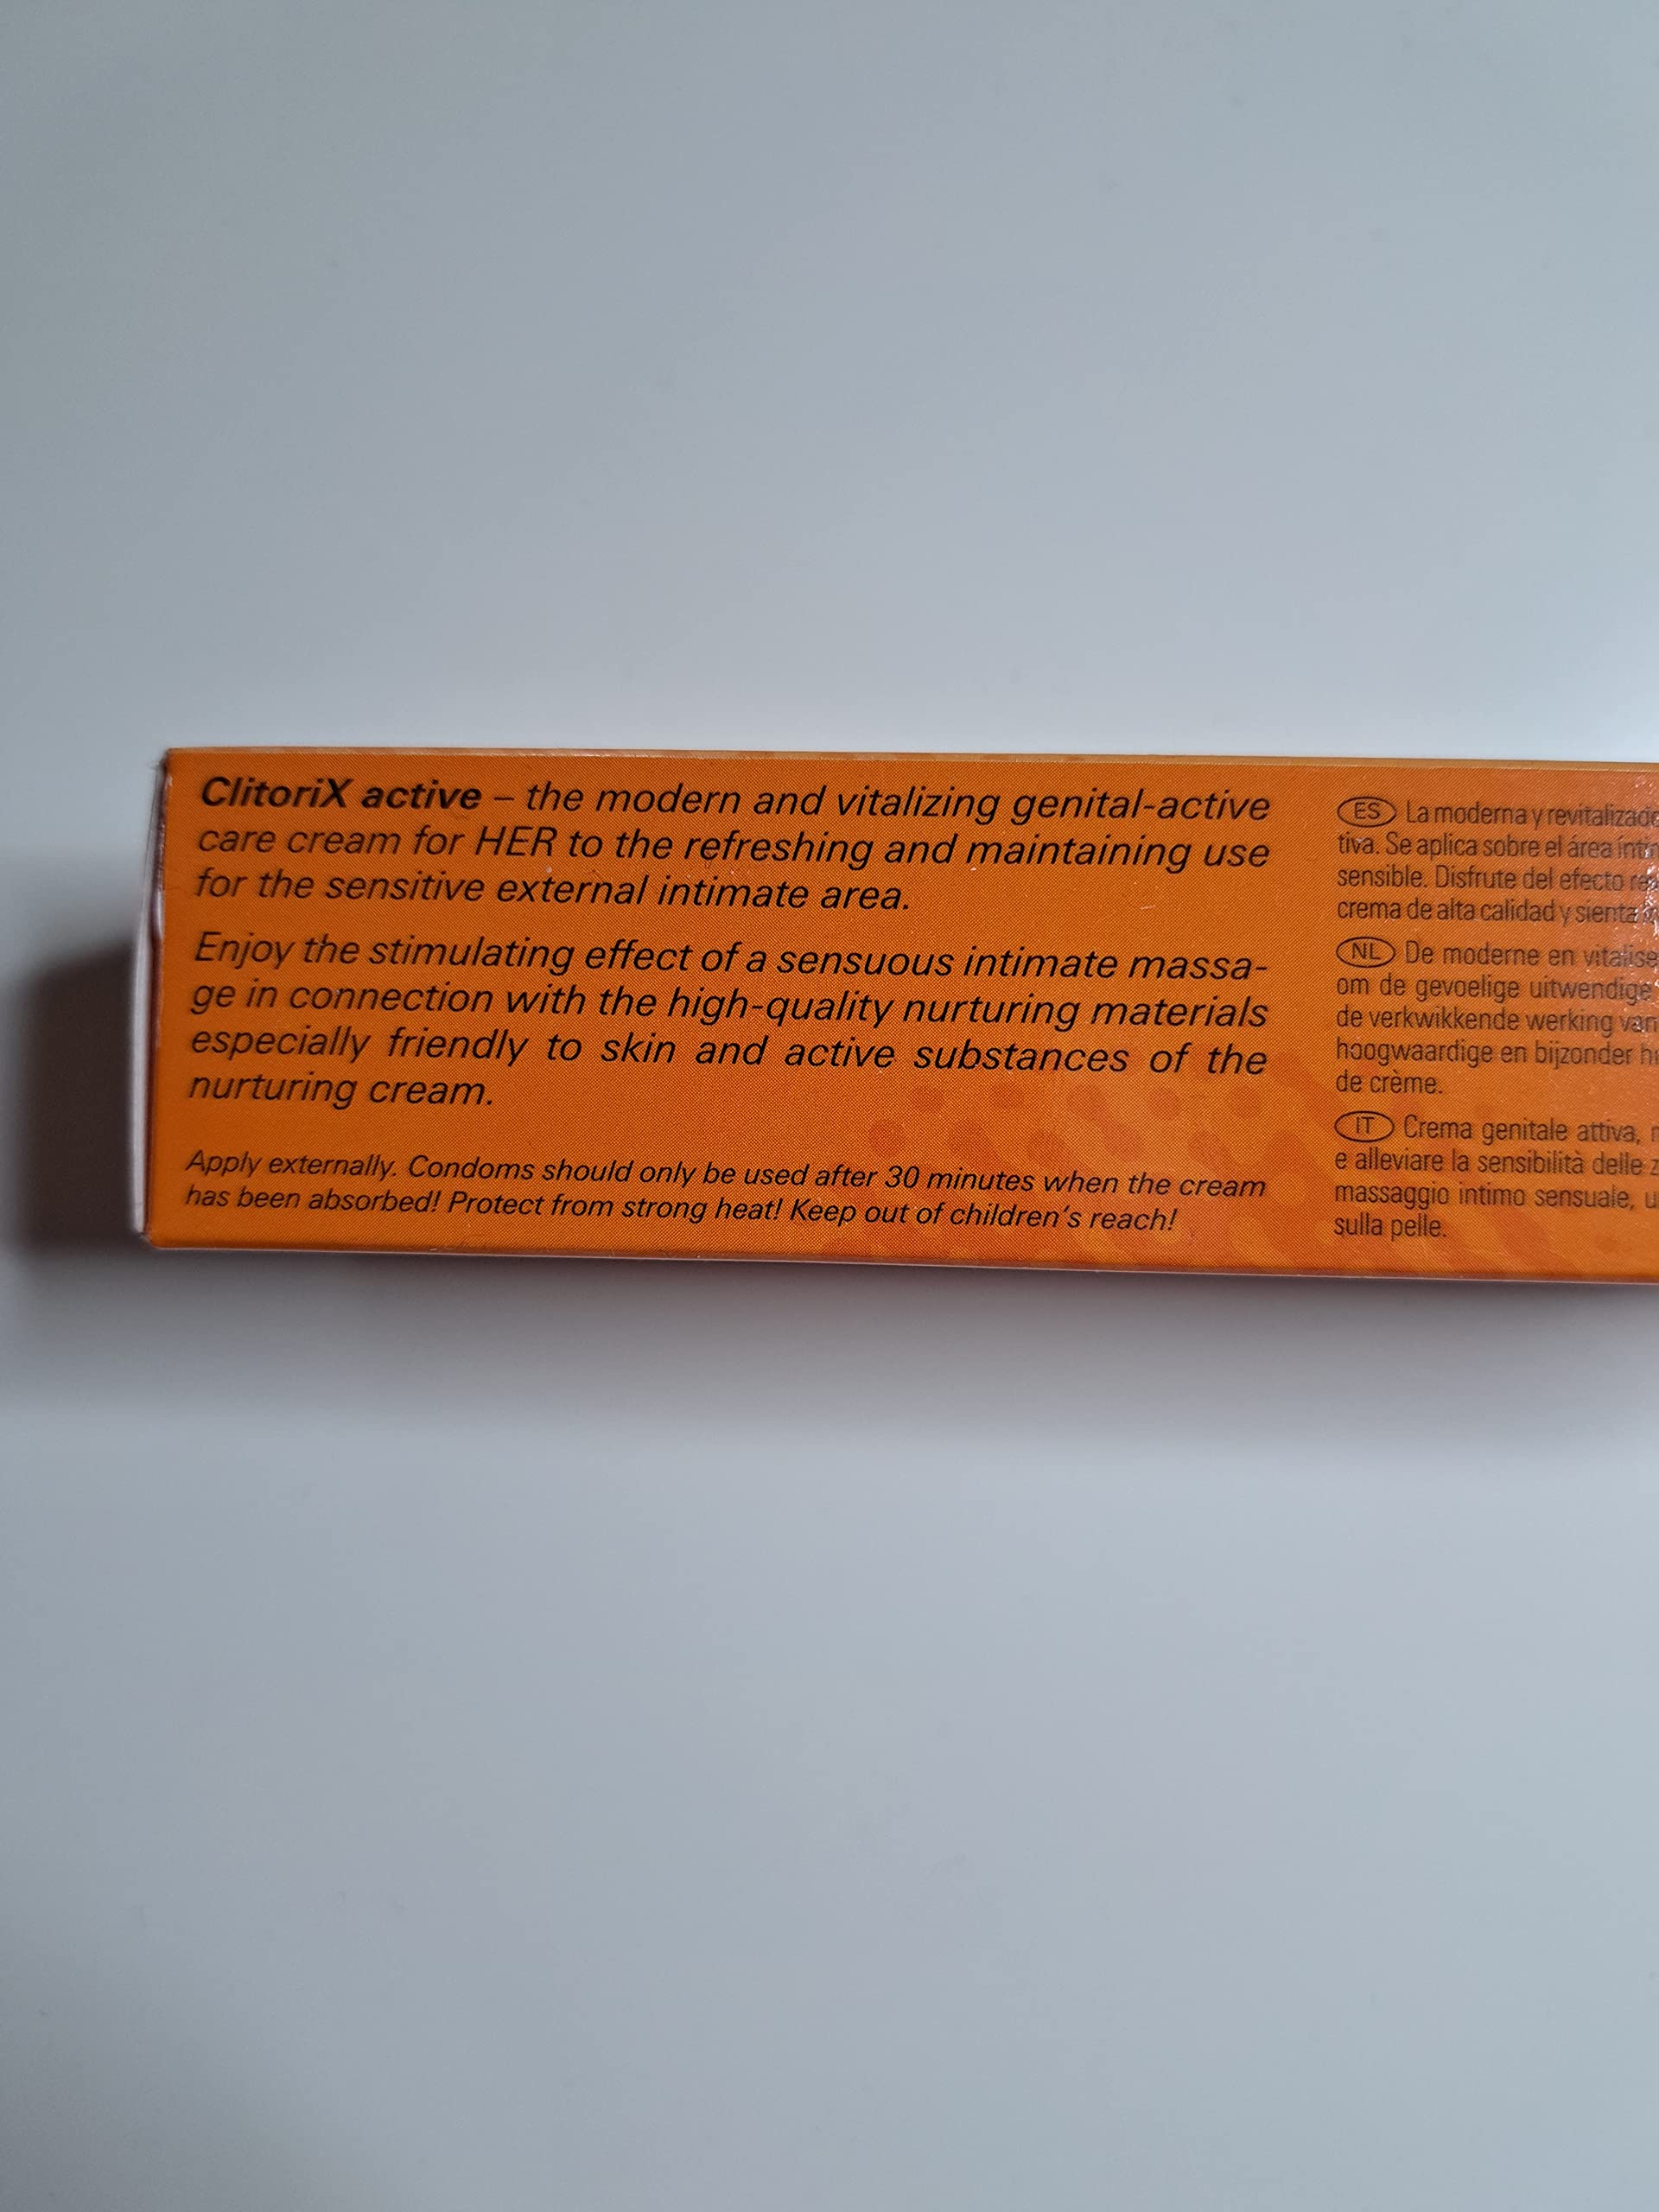 ClitoriX active – the modern and vitalizing genital-active
care cream for HER to the refreshing and maintaining use
for the sensitive external intimate area.
Enjoy the stimulating effect of a sensuous intimate massa-
ge in connection with the high-quality nurturing materials
especially friendly to skin and active substances of the
nurturing cream.
Apply externally. Condoms should only be used after 30 minutes when the cream
has been absorbed! Protect from strong heat! Keep out of children's reach!
ES La moderna y revitalizado
tiva. Se aplica sobre el área
sensible. Disfrute del efecto
crema de alta calidad y sienta
NL De moderne en vitalise
om de gevoelige uitwendige
de verkwikkende werking van
hoogwaardige en bijzonder
de crème.
IT Crema genitale attiva,
e alleviare la sensibilità delle
massaggio intimo sensuale,
sulla pelle.